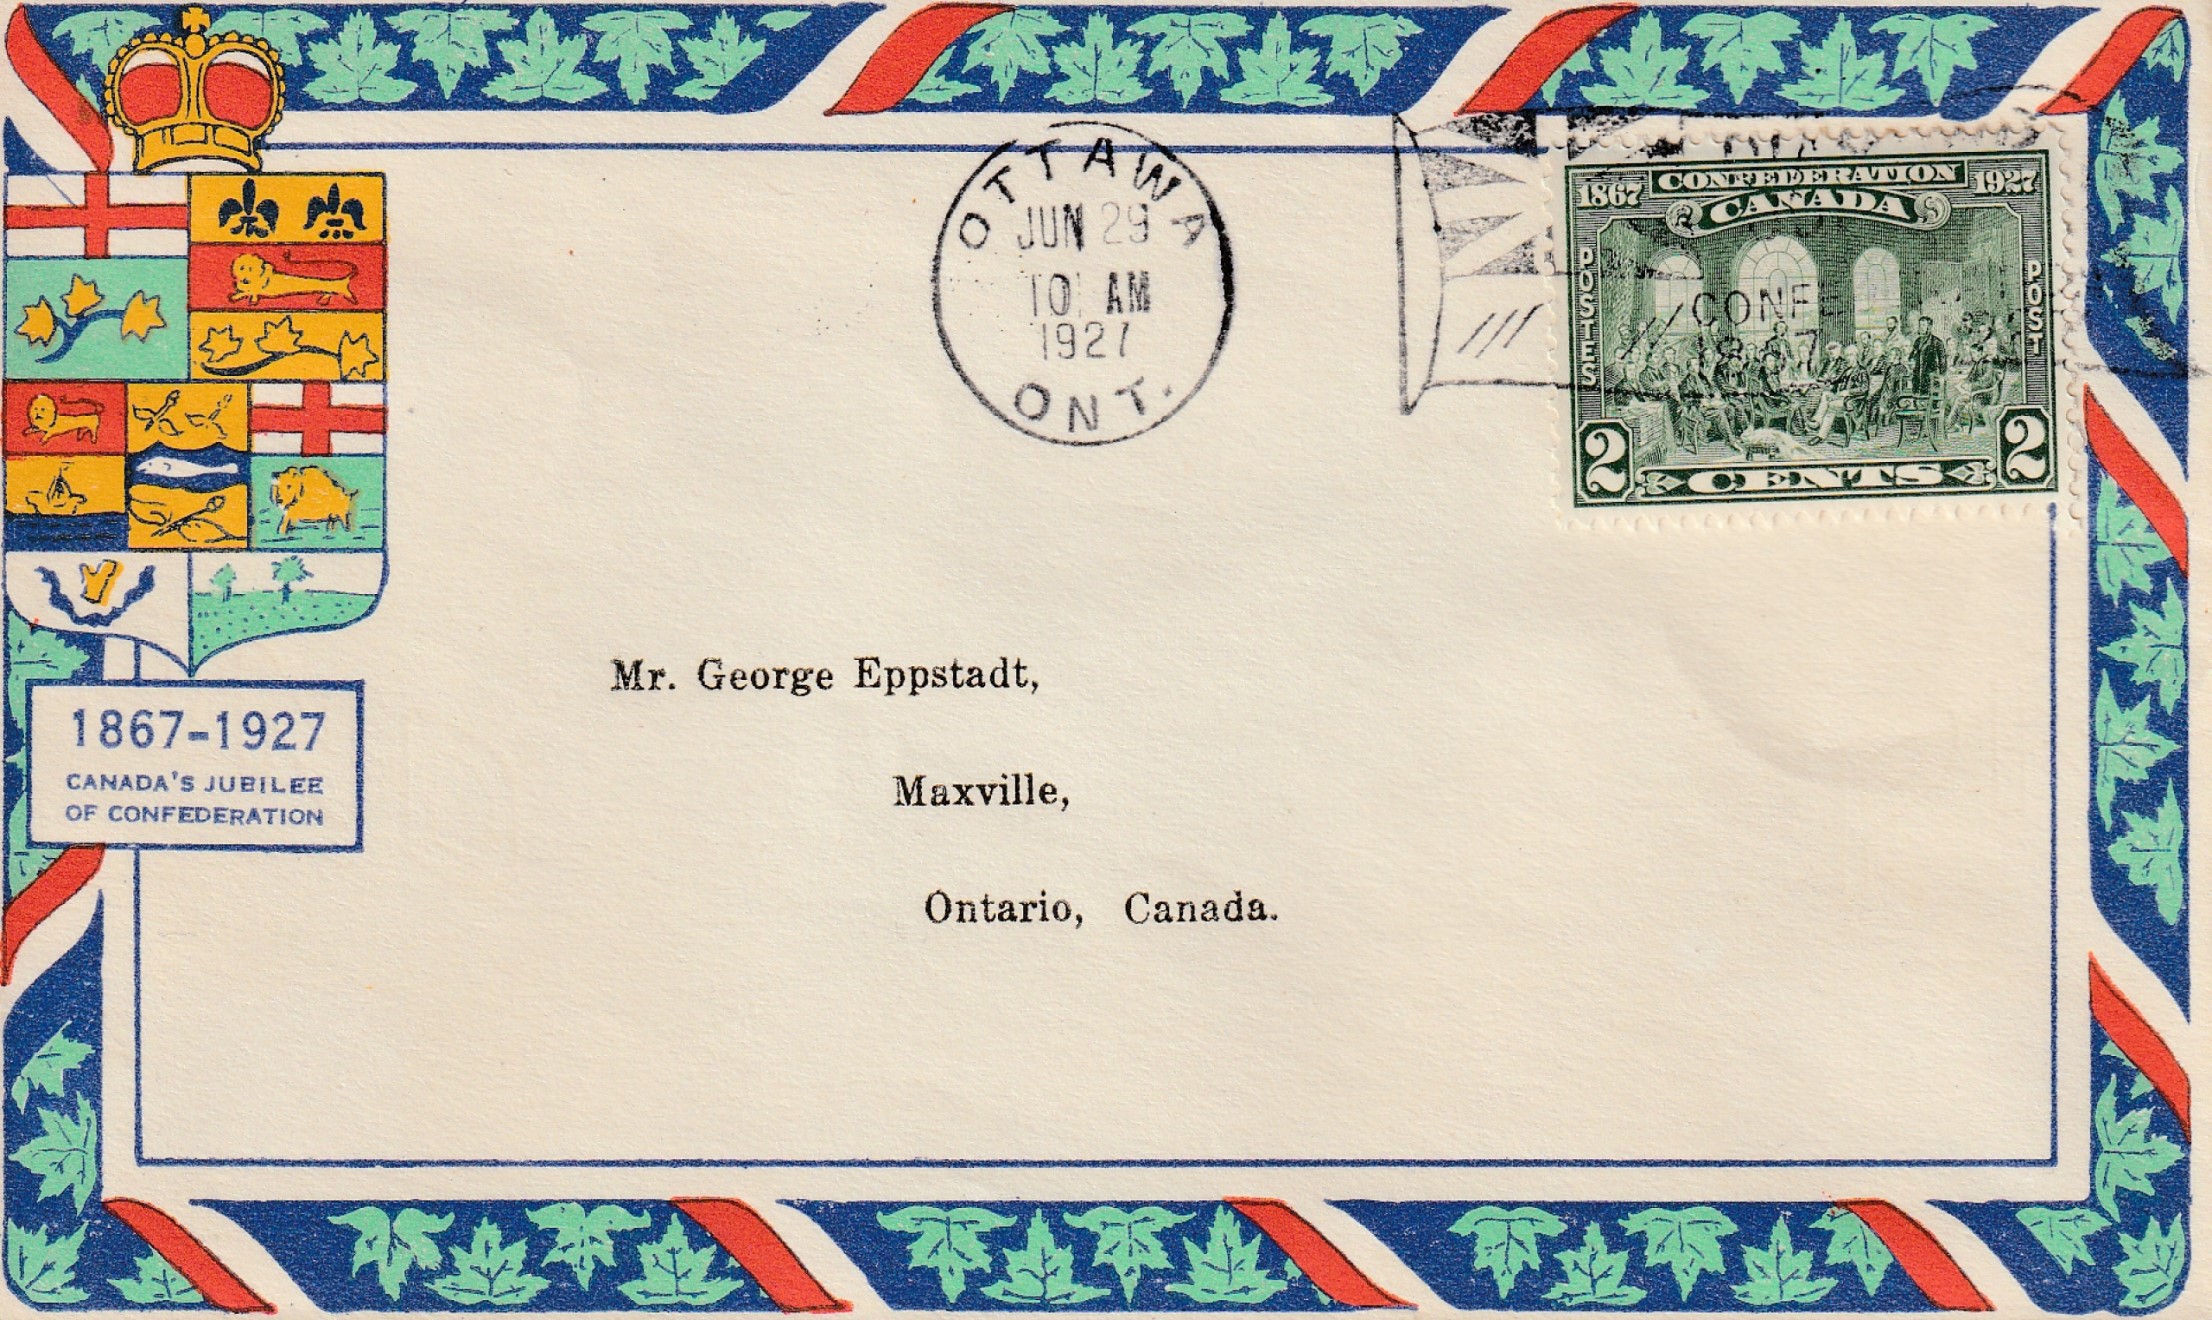 OTTAWA
JUN 29
10 AM
1927
ONT.
1867 CONFEDERATION 1927
CANADA
POSTES
POST
CONFE
2 CENTS 2
Mr. George Eppstadt,
Maxville,
Ontario, Canada.
1867-1927
CANADA'S JUBILEE
OF CONFEDERATION